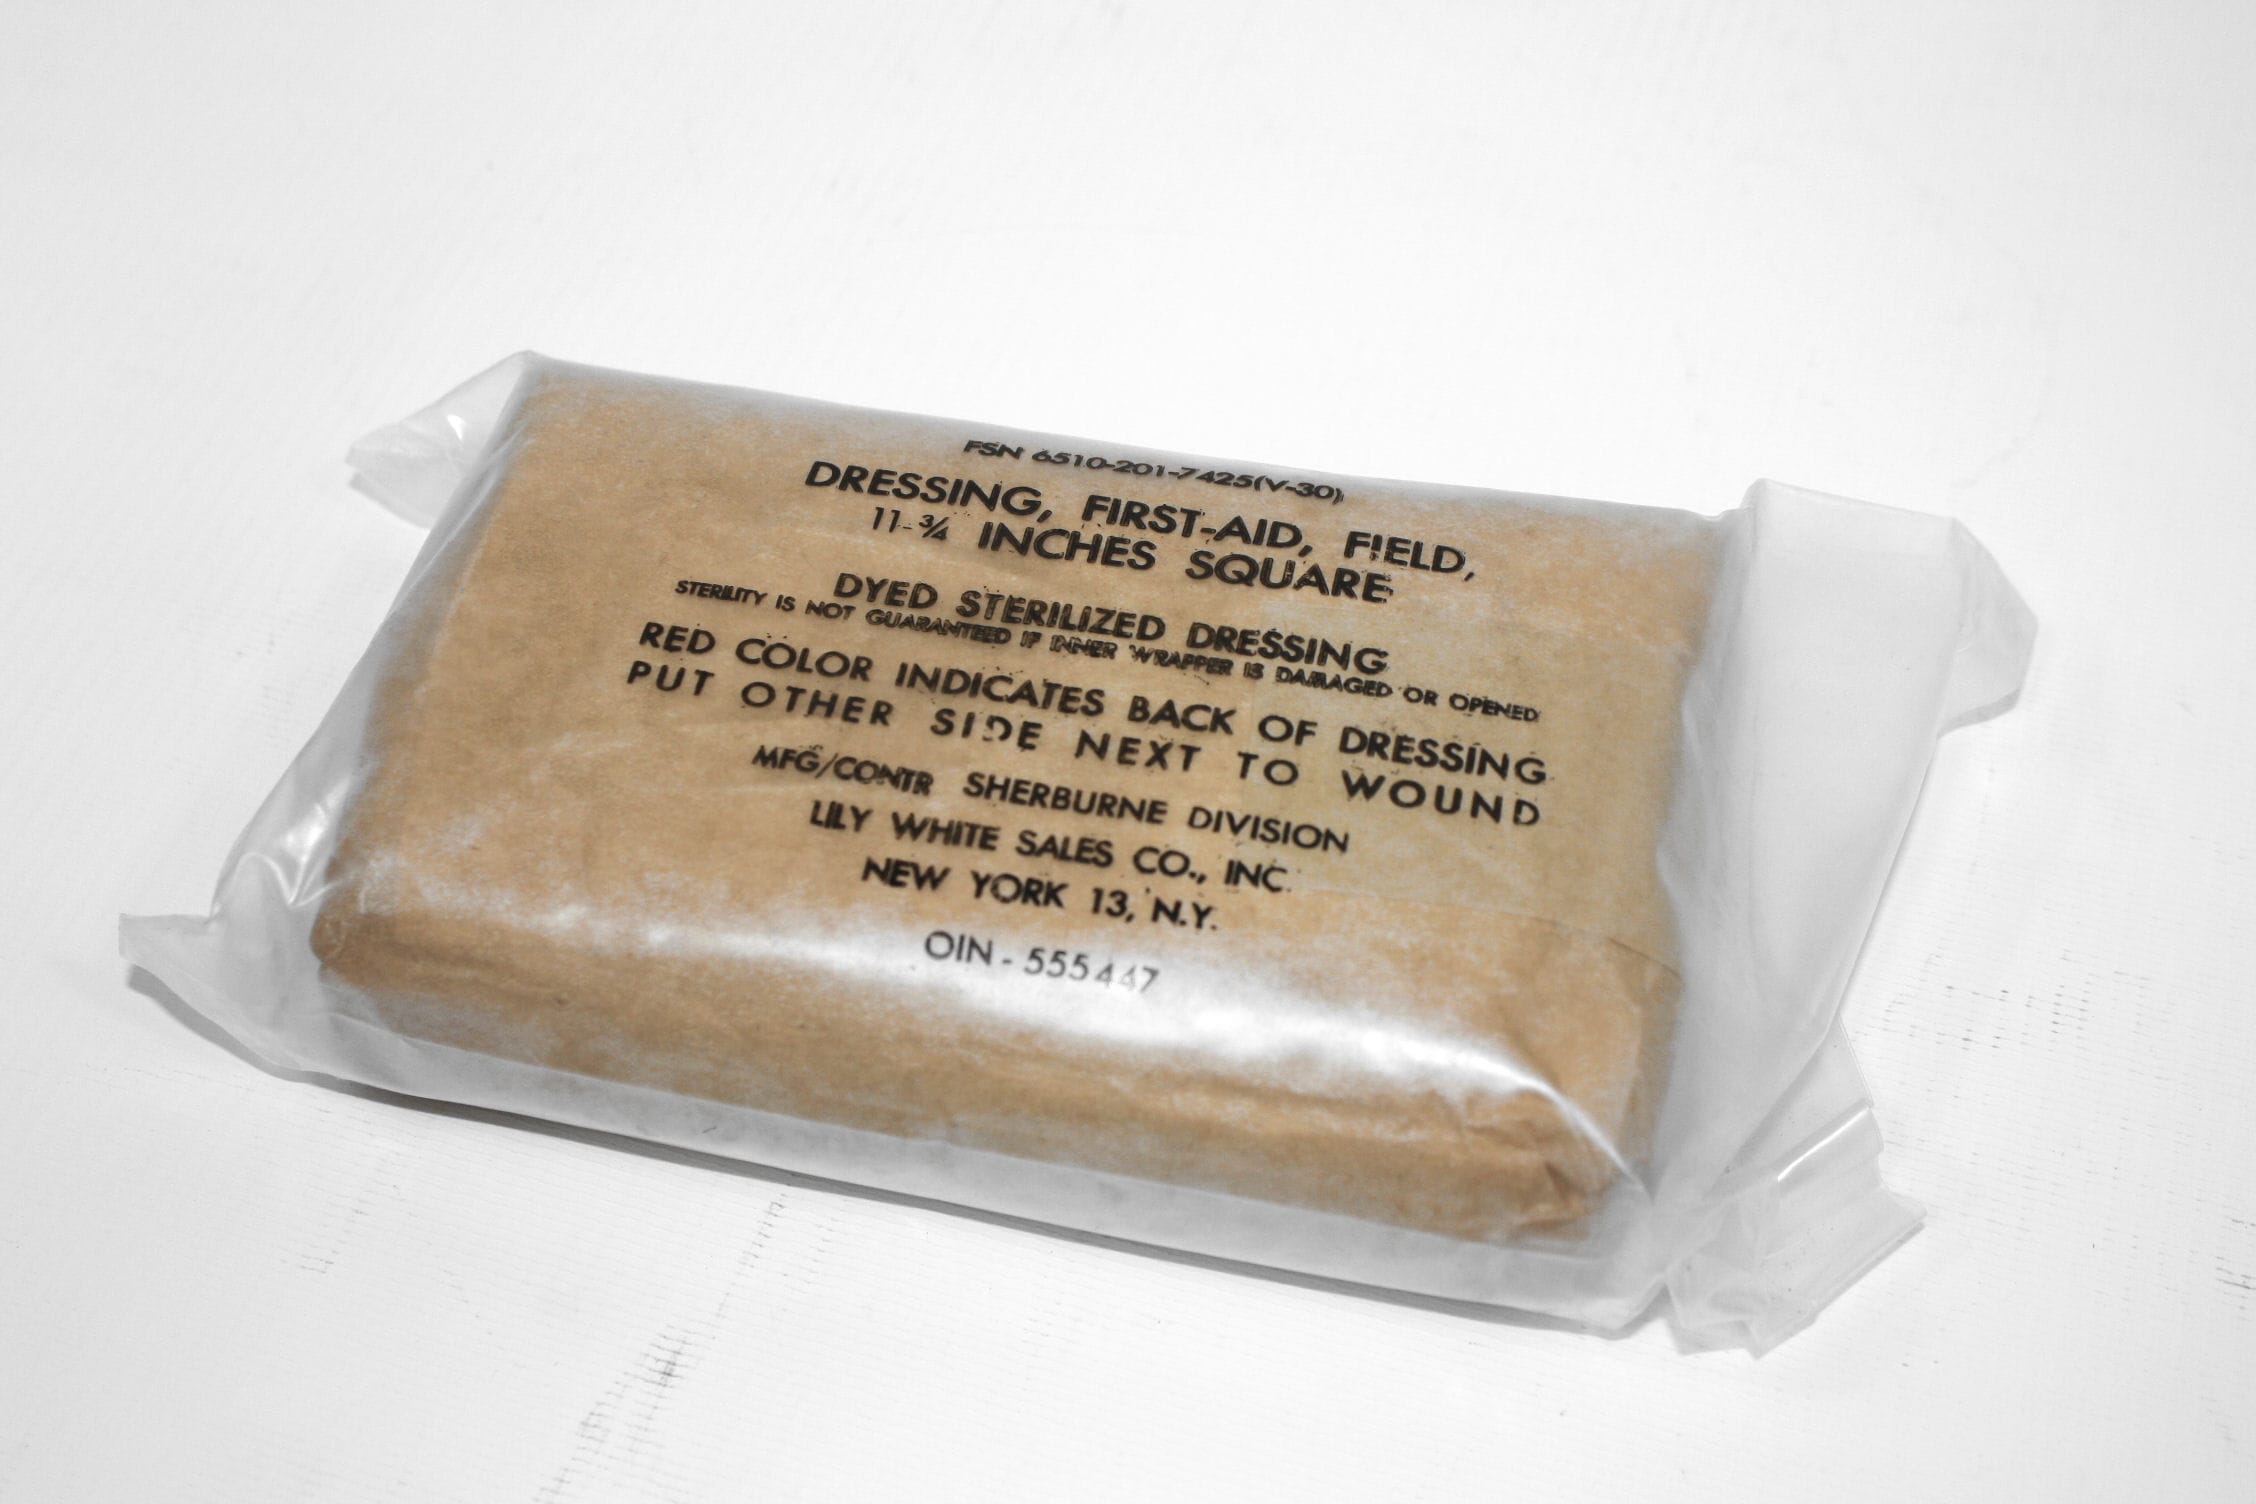 FSN 6510-201-7425(V-30)
DRESSING, FIRST-AID, FIELD,
11-¾ INCHES SQUARE
DYED STERILIZED DRESSING
STERILITY IS NOT GUARANTEED IF INNER WRAPPER IS DAMAGED OR OPENED
RED COLOR INDICATES BACK OF DRESSING
PUT OTHER SIDE NEXT TO WOUND
MFG/CONTR SHERBURNE DIVISION
LILY WHITE SALES CO., INC.
NEW YORK 13, N.Y.
OIN - 555447